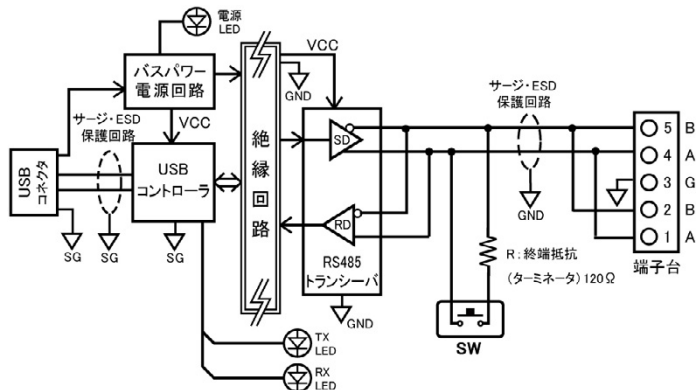 電源
LED
バスパワー
電源回路
VCC
サージ・ESD
保護回路
VCC
USB
コネクタ
USB
コントローラ
SG
SG
SG
絶縁回路
GND
SD
RD
RS485
トランシーバ
GND
TX
LED
RX
LED
サージ・ESD
保護回路
GND
R:終端抵抗
(ターミネータ)120Ω
SW
5 B
4 A
3 G
2 B
1 A
端子台